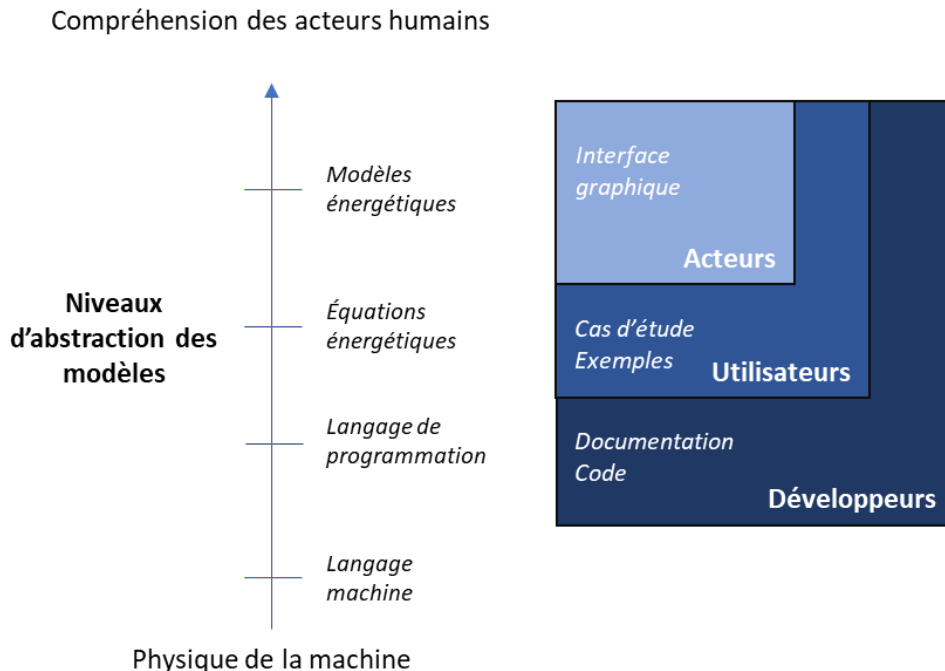 Compréhension des acteurs humains
Modèles
énergétiques
Niveaux
d’abstraction des
modèles
Équations
énergétiques
Langage de
programmation
Langage
machine
Physique de la machine
Interface
graphique
Acteurs
Cas d’étude
Exemples
Utilisateurs
Documentation
Code
Développeurs